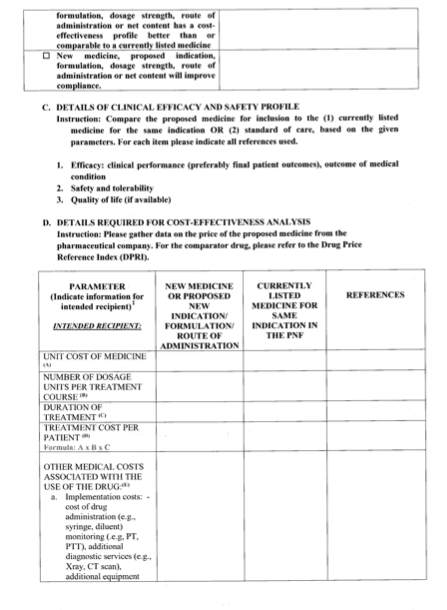 formulation, dosage strength, route of
administration or net content has a cost-
effectiveness profile better than or
comparable to a currently listed medicine
☐ New medicine, proposed indication,
formulation, dosage strength, route of
administration or net content will improve
compliance.
C. DETAILS OF CLINICAL EFFICACY AND SAFETY PROFILE
Instruction: Compare the proposed medicine for inclusion to the (1) currently listed
medicine for the same indication OR (2) standard of care, based on the given
parameters. For each item please indicate all references used.
1. Efficacy: clinical performance (preferably final patient outcomes), outcome of medical
condition
2. Safety and tolerability
3. Quality of life (if available)
D. DETAILS REQUIRED FOR COST-EFFECTIVENESS ANALYSIS
Instruction: Please gather data on the price of the proposed medicine from the
pharmaceutical company. For the comparator drug, please refer to the Drug Price
Reference Index (DPRI).
PARAMETER
(Indicate information for
intended recipient)¹
INTENDED RECIPIENT:
NEW MEDICINE
OR PROPOSED
NEW
INDICATION/
FORMULATION/
ROUTE OF
ADMINISTRATION
CURRENTLY
LISTED
MEDICINE FOR
SAME
INDICATION IN
THE PNF
REFERENCES
UNIT COST OF MEDICINE
(A)
NUMBER OF DOSAGE
UNITS PER TREATMENT
COURSE (B)
DURATION OF
TREATMENT (C)
TREATMENT COST PER
PATIENT (D)
Formula: A x B x C
OTHER MEDICAL COSTS
ASSOCIATED WITH THE
USE OF THE DRUG:(E)
a. Implementation costs: -
cost of drug
administration (e.g.,
syringe, diluent)
monitoring (.e.g, PT,
PTT), additional
diagnostic services (e.g.,
Xray, CT scan),
additional equipment